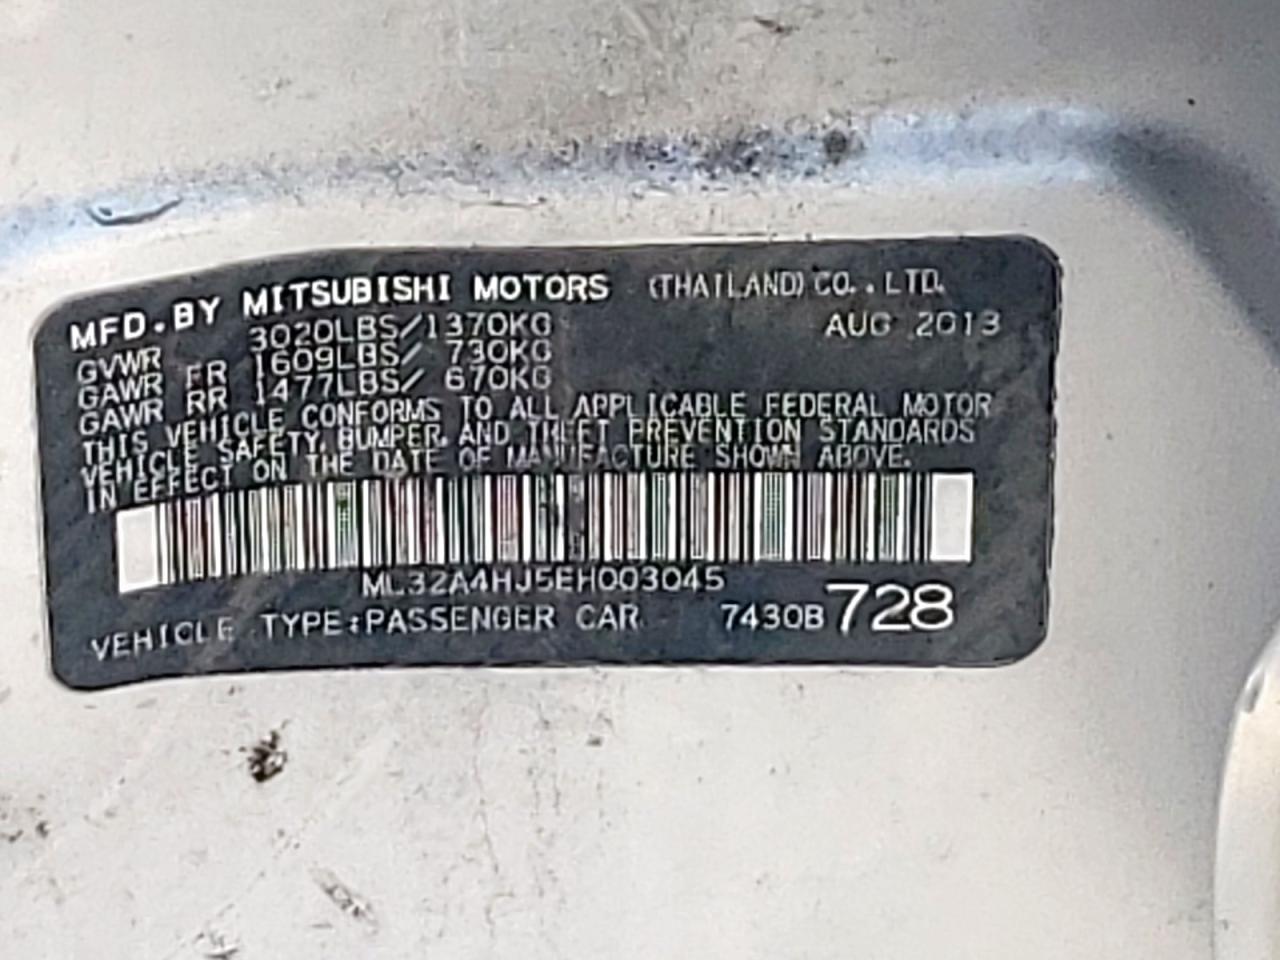 MFD.BY MITSUBISHI MOTORS (THAILAND) CO.,LTD.
GVWR 3020LBS/1370KG AUG 2013
GAWR FR 1609LBS/ 730KG
GAWR RR 1477LBS/ 670KG
THIS VEHICLE CONFORMS TO ALL APPLICABLE FEDERAL MOTOR
VEHICLE SAFETY, BUMPER, AND THEFT PREVENTION STANDARDS
IN EFFECT ON THE DATE OF MANUFACTURE SHOWN ABOVE.
ML32A4HJ5EH003045
VEHICLE TYPE:PASSENGER CAR 7430B 728